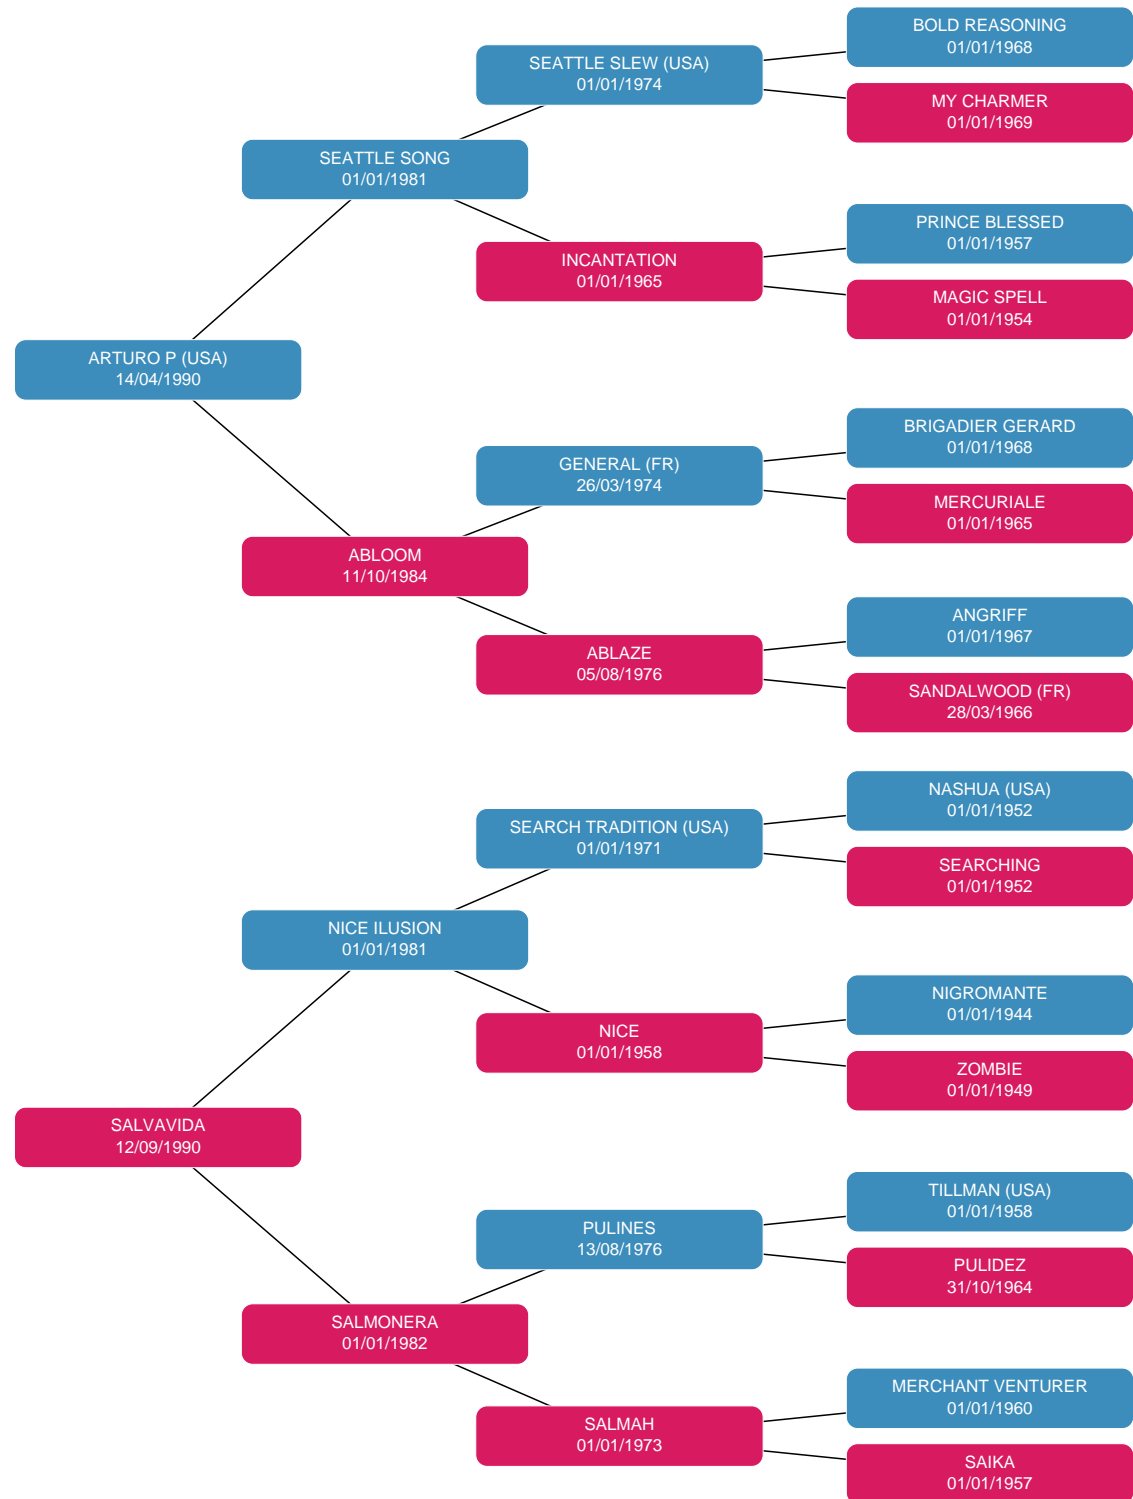 BOLD REASONING
01/01/1968
SEATTLE SLEW (USA)
01/01/1974
MY CHARMER
01/01/1969
SEATTLE SONG
01/01/1981
PRINCE BLESSED
01/01/1957
INCANTATION
01/01/1965
MAGIC SPELL
01/01/1954
ARTURO P (USA)
14/04/1990
BRIGADIER GERARD
01/01/1968
GENERAL (FR)
26/03/1974
MERCURIALE
01/01/1965
ABLOOM
11/10/1984
ANGRIFF
01/01/1967
ABLAZE
05/08/1976
SANDALWOOD (FR)
28/03/1966
NASHUA (USA)
01/01/1952
SEARCH TRADITION (USA)
01/01/1971
SEARCHING
01/01/1952
NICE ILUSION
01/01/1981
NIGROMANTE
01/01/1944
NICE
01/01/1958
ZOMBIE
01/01/1949
SALVAVIDA
12/09/1990
TILLMAN (USA)
01/01/1958
PULINES
13/08/1976
PULIDEZ
31/10/1964
SALMONERA
01/01/1982
MERCHANT VENTURER
01/01/1960
SALMAH
01/01/1973
SAIKA
01/01/1957